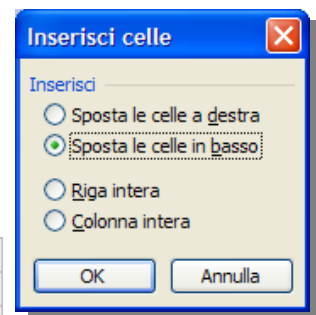 Inserisci celle
Inserisci
Sposta le celle a destra
Sposta le celle in basso
Riga intera
Colonna intera
OK Annulla